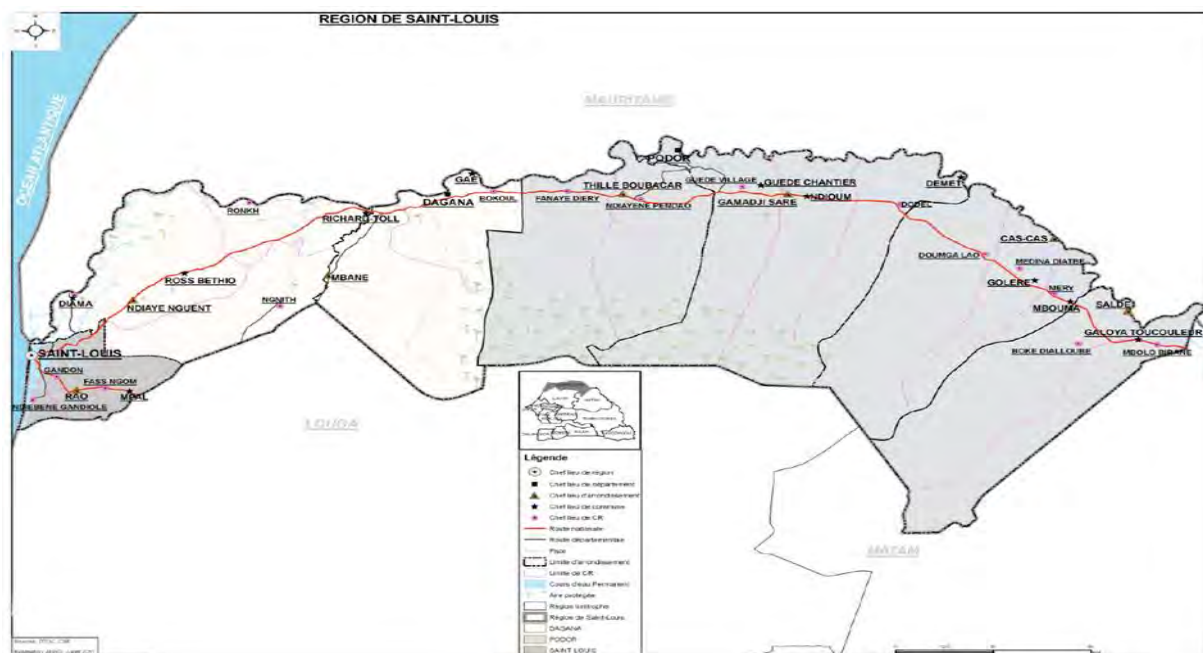 REGION DE SAINT-LOUIS
OCEAN ATLANTIQUE
MAURITANIE
PODOR
GAE
DAGANA
BOKOUL
FANAYE DIERY
THILLE BOUBACAR
NDIAYENE PENDAO
GUEDE VILLAGE
GUEDE CHANTIER
GAMADJI SARE
NDIOUM
DEMET
DODEL
CAS-CAS
DOUMGA LAO
MEDINA DIATBE
GOLERE
MERY
MBOUMA
SALDE
GALOYA TOUCOULEUR
BOKE DIALLOUBE
MBOLO BIRANE
RONKH
RICHARD-TOLL
ROSS BETHIO
MBANE
NGNITH
DIAMA
NDIAYE NGUENT
SAINT-LOUIS
GANDON
FASS NGOM
RAO
MPAL
NDIEBENE GANDIOLE
LOUGA
MATAM
Légende
Chef lieu de région
Chef lieu de département
Chef lieu d'arrondissement
Chef lieu de commune
Chef lieu de CR
Route nationale
Route départementale
Piste
Limite d'arrondissement
Limite de CR
Cours d'eau Permanent
Aire protégée
Région limitrophe
Région de Saint-Louis
DAGANA
PODOR
SAINT LOUIS